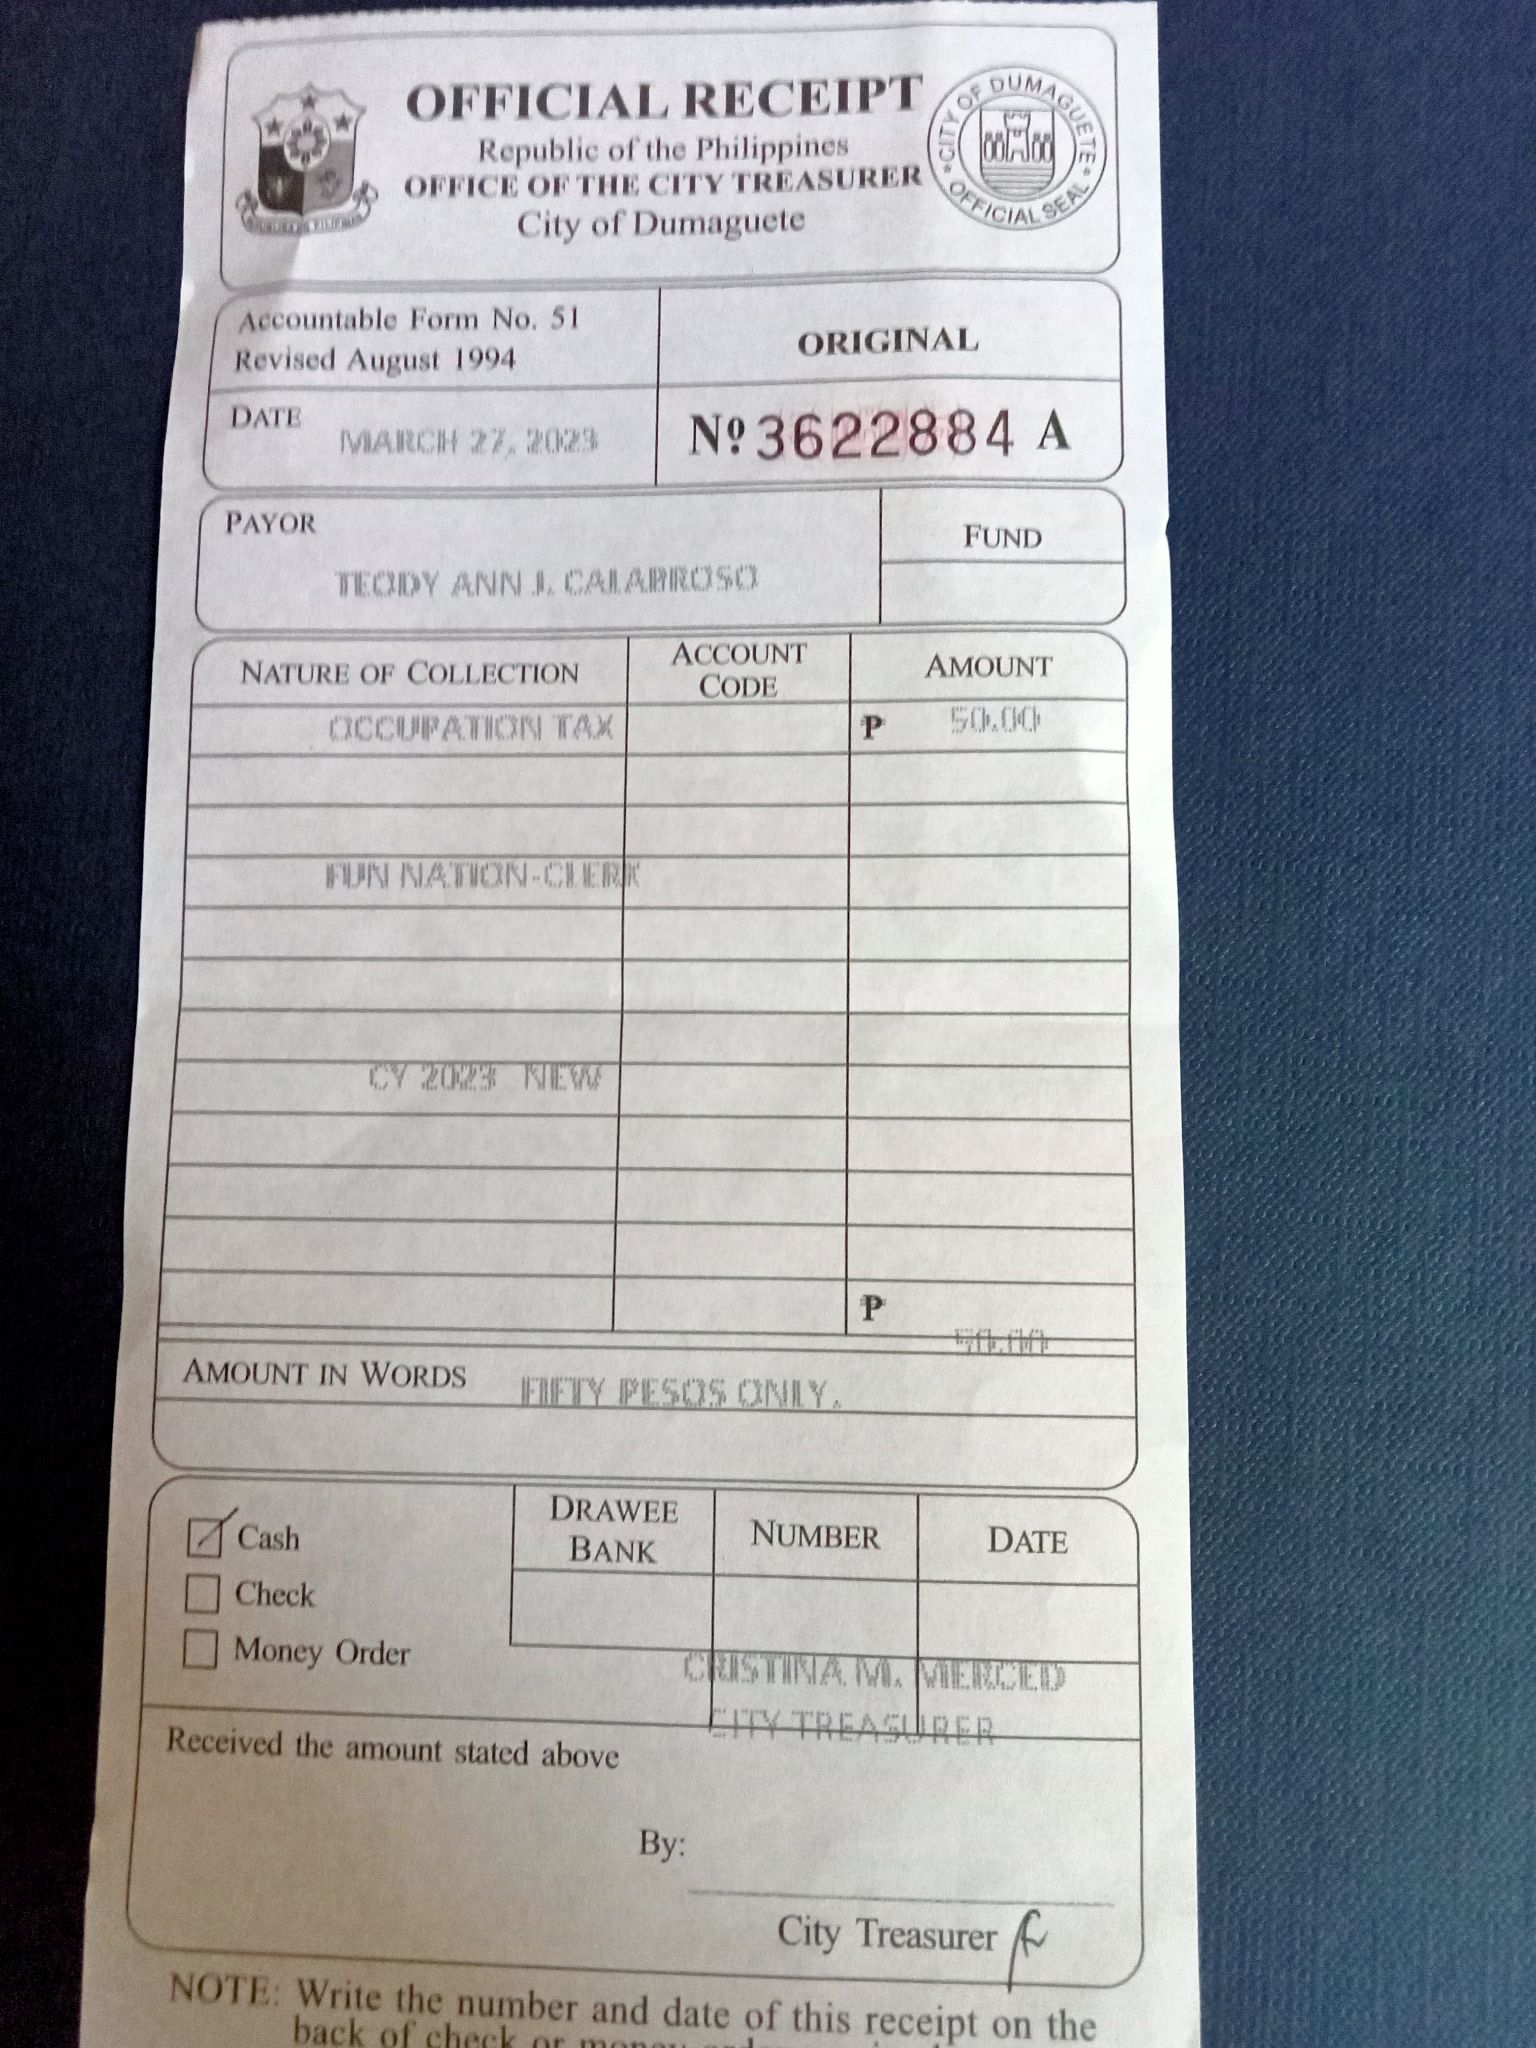 OFFICIAL RECEIPT
Republic of the Philippines
OFFICE OF THE CITY TREASURER
City of Dumaguete
CITY OF DUMAGUETE
OFFICIAL SEAL
Accountable Form No. 51
Revised August 1994
ORIGINAL
DATE
MARCH 27, 2023
Nº 3622884 A
PAYOR
TEODY ANN J. CALABROSO
FUND
NATURE OF COLLECTION
ACCOUNT CODE
AMOUNT
OCCUPATION TAX
₱ 50.00
FUN NATION-CLERK
CY 2023 NEW
₱
50.00
AMOUNT IN WORDS
FIFTY PESOS ONLY.
Cash
Check
Money Order
DRAWEE BANK
NUMBER
DATE
CRISTINA M. MERCED
CITY TREASURER
Received the amount stated above
By:
City Treasurer
NOTE: Write the number and date of this receipt on the
back of check or money